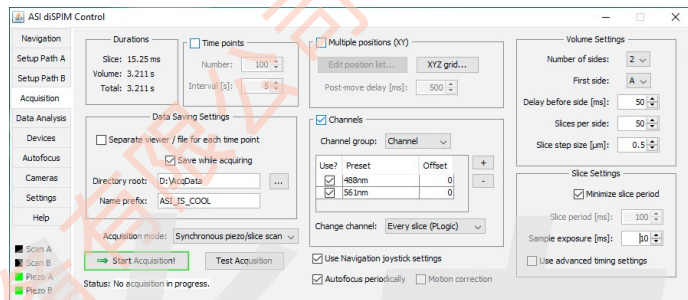 ASI diSPIM Control
Navigation
Setup Path A
Setup Path B
Acquisition
Data Analysis
Devices
Autofocus
Cameras
Settings
Help
Scan A
Scan B
Piezo A
Piezo B
Durations
Slice: 15.25 ms
Volume: 3.211 s
Total: 3.211 s
Time points
Number: 100
Interval [s]: 5
Data Saving Settings
Separate viewer / file for each time point
Save while acquiring
Directory root: D:\AcqData ...
Name prefix: ASI_IS_COOL
Acquisition mode: Synchronous piezo/slice scan
Start Acquisition! Test Acquisition
Status: No acquisition in progress.
Multiple positions (XY)
Edit position list... XYZ grid...
Post-move delay [ms]: 500
Channels
Channel group: Channel
Use? Preset Offset +
488nm 0 -
561nm 0
Change channel: Every slice (PLogic)
Use Navigation joystick settings
Autofocus periodically Motion correction
Volume Settings
Number of sides: 2
First side: A
Delay before side [ms]: 50
Slices per side: 50
Slice step size [μm]: 0.5
Slice Settings
Minimize slice period
Slice period [ms]: 100
Sample exposure [ms]: 10
Use advanced timing settings
有限公司